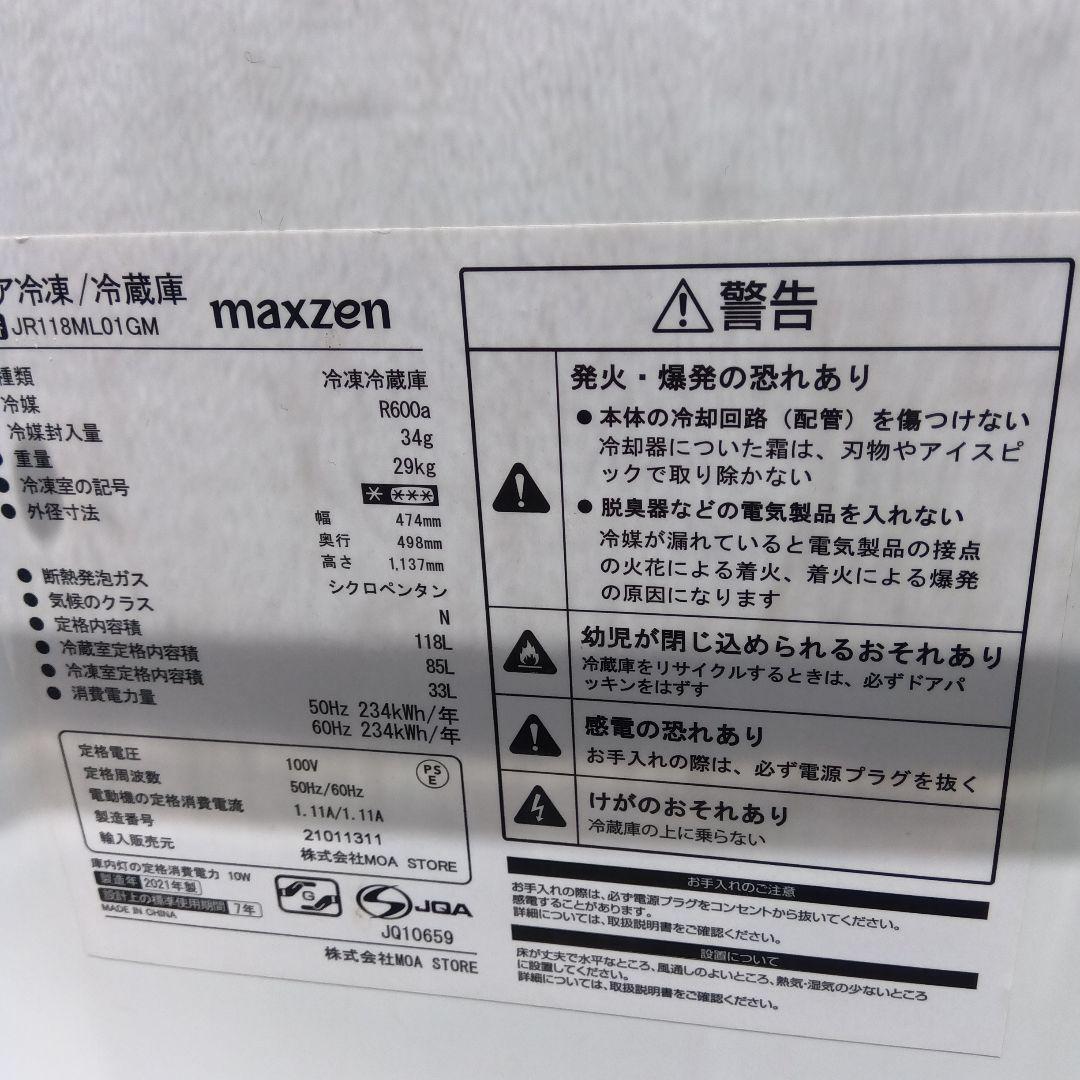 ア冷凍/冷蔵庫
maxzen
JR118ML01GM
種類 冷凍冷蔵庫
冷媒 R600a
冷媒封入量 34g
重量 29kg
冷凍室の記号 * ***
外径寸法 幅 474mm
奥行 498mm
高さ 1,137mm
断熱発泡ガス シクロペンタン
気候のクラス N
定格内容積 118L
冷蔵室定格内容積 85L
冷凍室定格内容積 33L
消費電力量 50Hz 234kWh/年
60Hz 234kWh/年
定格電圧 100V
PSE
定格周波数 50Hz/60Hz
電動機の定格消費電流 1.11A/1.11A
製造番号 21011311
輸入販売元 株式会社MOA STORE
庫内灯の定格消費電力 10W
製造年 2021年製
設計上の標準使用期間 7年
MADE IN CHINA
G
JQA
JQ10659
株式会社MOA STORE
警告
発火・爆発の恐れあり
●本体の冷却回路（配管）を傷つけない
冷却器についた霜は、刃物やアイスピ
ックで取り除かない
●脱臭器などの電気製品を入れない
冷媒が漏れていると電気製品の接点
の火花による着火、着火による爆発
の原因になります
幼児が閉じ込められるおそれあり
冷蔵庫をリサイクルするときは、必ずドアパ
ッキンをはずす
感電の恐れあり
お手入れの際は、必ず電源プラグを抜く
けがのおそれあり
冷蔵庫の上に乗らない
お手入れのご注意
お手入れの際は、必ず電源プラグをコンセントから抜いてください。
感電することがあります。
詳細については、取扱説明書をご確認ください。
設置について
床が丈夫で水平なところ、風通しのよいところ、熱気・湿気の少ないところ
に設置してください。
詳細については、取扱説明書をご確認ください。